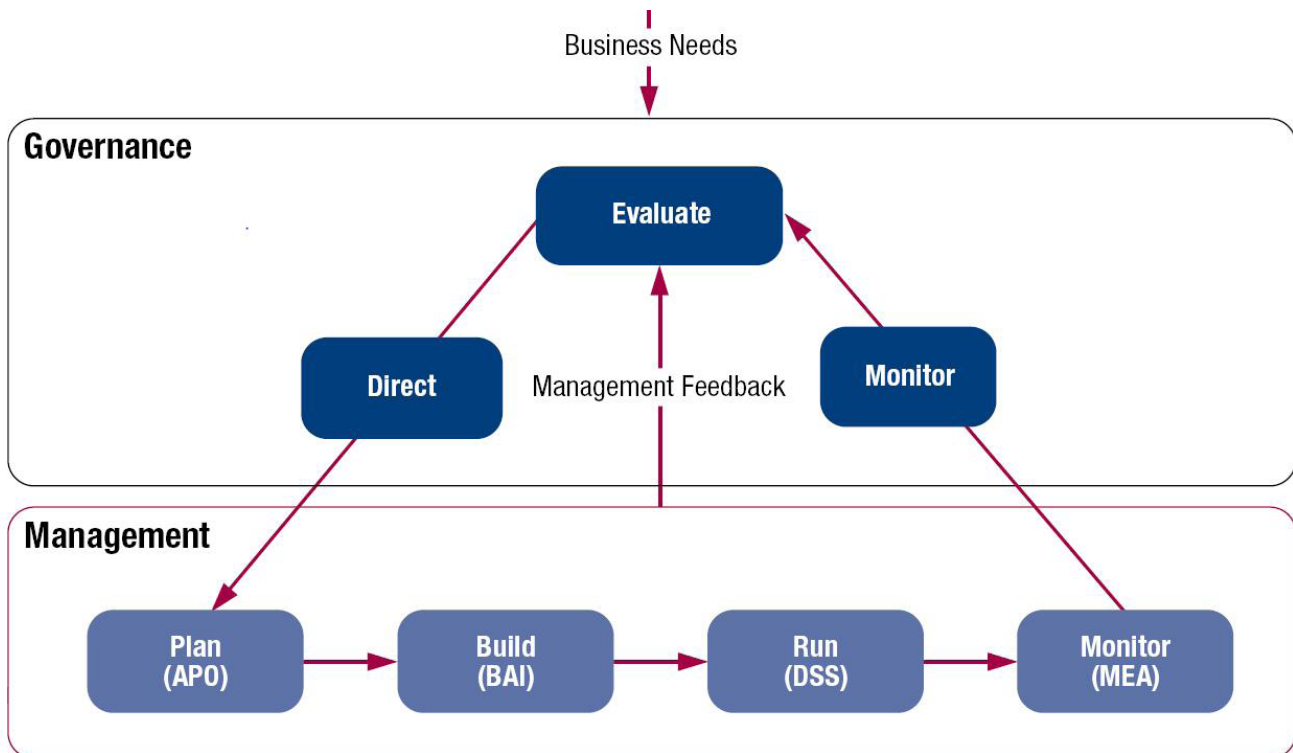 Business Needs
Governance
Evaluate
Direct
Management Feedback
Monitor
Management
Plan
(APO)
Build
(BAI)
Run
(DSS)
Monitor
(MEA)